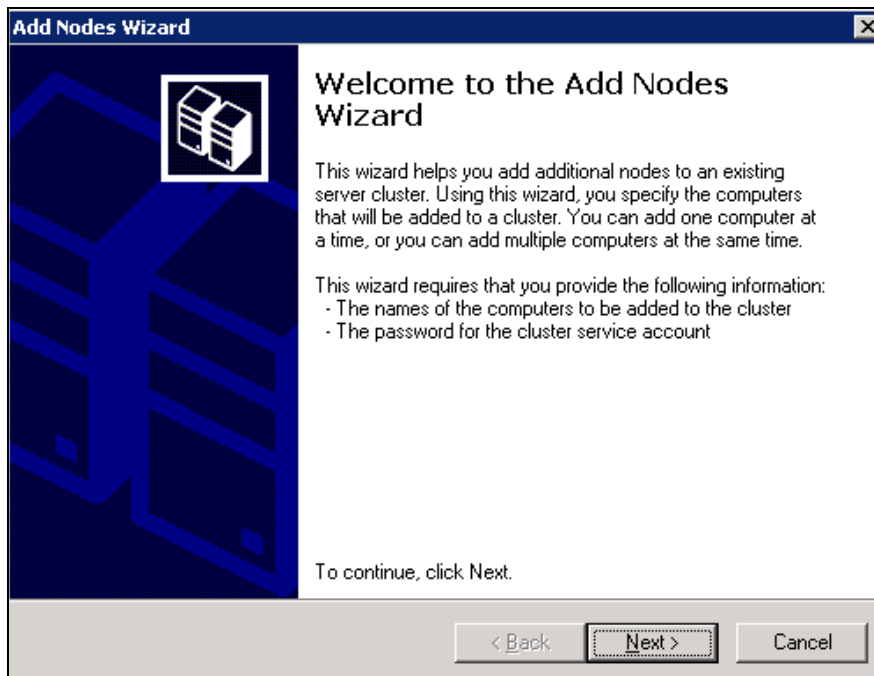 Add Nodes Wizard
Welcome to the Add Nodes
Wizard
This wizard helps you add additional nodes to an existing
server cluster. Using this wizard, you specify the computers
that will be added to a cluster. You can add one computer at
a time, or you can add multiple computers at the same time.
This wizard requires that you provide the following information:
- The names of the computers to be added to the cluster
- The password for the cluster service account
To continue, click Next.
< Back
Next >
Cancel